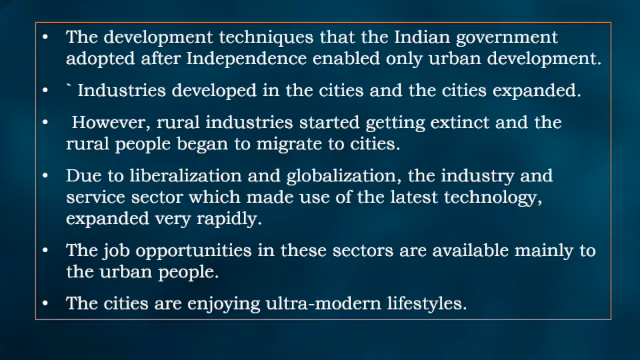 • The development techniques that the Indian government
adopted after Independence enabled only urban development.
• ` Industries developed in the cities and the cities expanded.
• However, rural industries started getting extinct and the
rural people began to migrate to cities.
• Due to liberalization and globalization, the industry and
service sector which made use of the latest technology,
expanded very rapidly.
• The job opportunities in these sectors are available mainly to
the urban people.
• The cities are enjoying ultra-modern lifestyles.